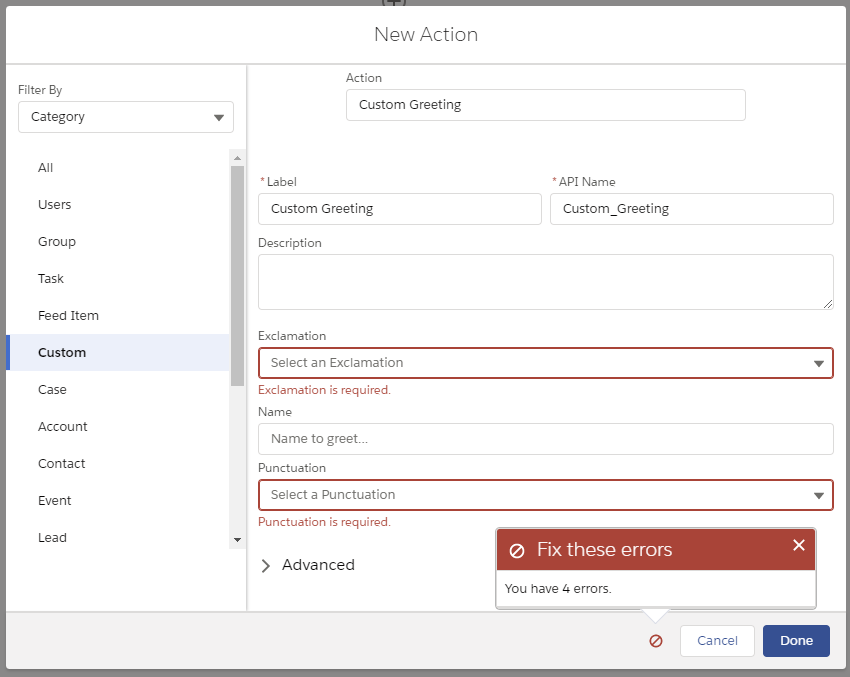 New Action
Filter By
Category
All
Users
Group
Task
Feed Item
Custom
Case
Account
Contact
Event
Lead
Action
Custom Greeting
*Label
*API Name
Custom Greeting
Custom_Greeting
Description
Exclamation
Select an Exclamation
Exclamation is required.
Name
Name to greet...
Punctuation
Select a Punctuation
Punctuation is required.
Advanced
Fix these errors
You have 4 errors.
Cancel
Done